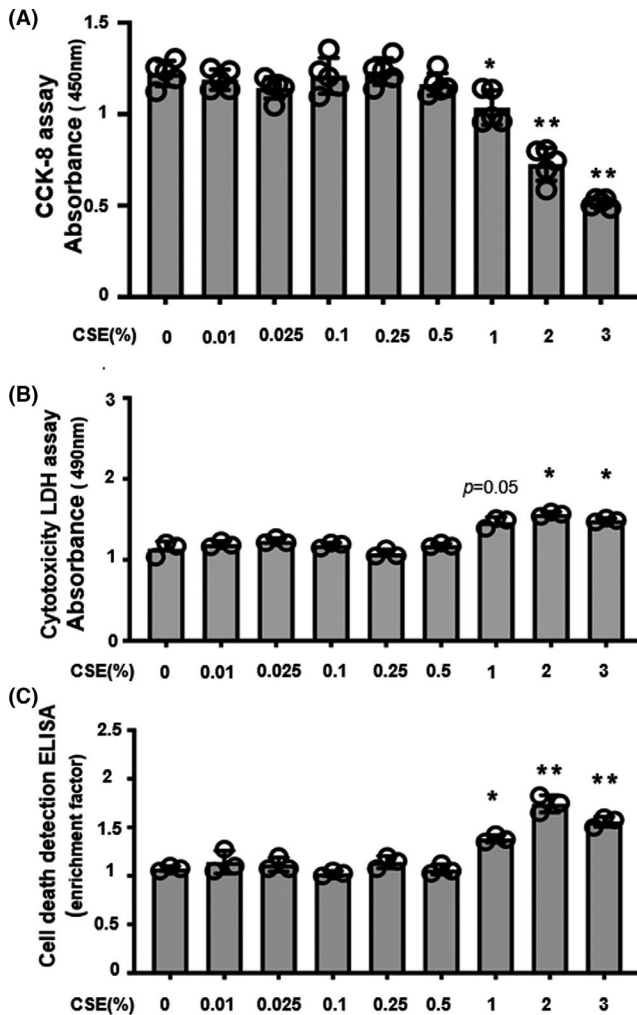 (A)
CCK-8 assay
Absorbance ( 450nm)
1.5
1
0.5
0
*
**
**
CSE(%) 0 0.01 0.025 0.1 0.25 0.5 1 2 3
(B)
Cytotoxicity LDH assay
Absorbance ( 490nm)
3
2
1
0
p=0.05
*
*
CSE(%) 0 0.01 0.025 0.1 0.25 0.5 1 2 3
(C)
Cell death detection ELISA
(enrichment factor)
2.5
2
1.5
1
0.5
0
*
**
**
CSE(%) 0 0.01 0.025 0.1 0.25 0.5 1 2 3